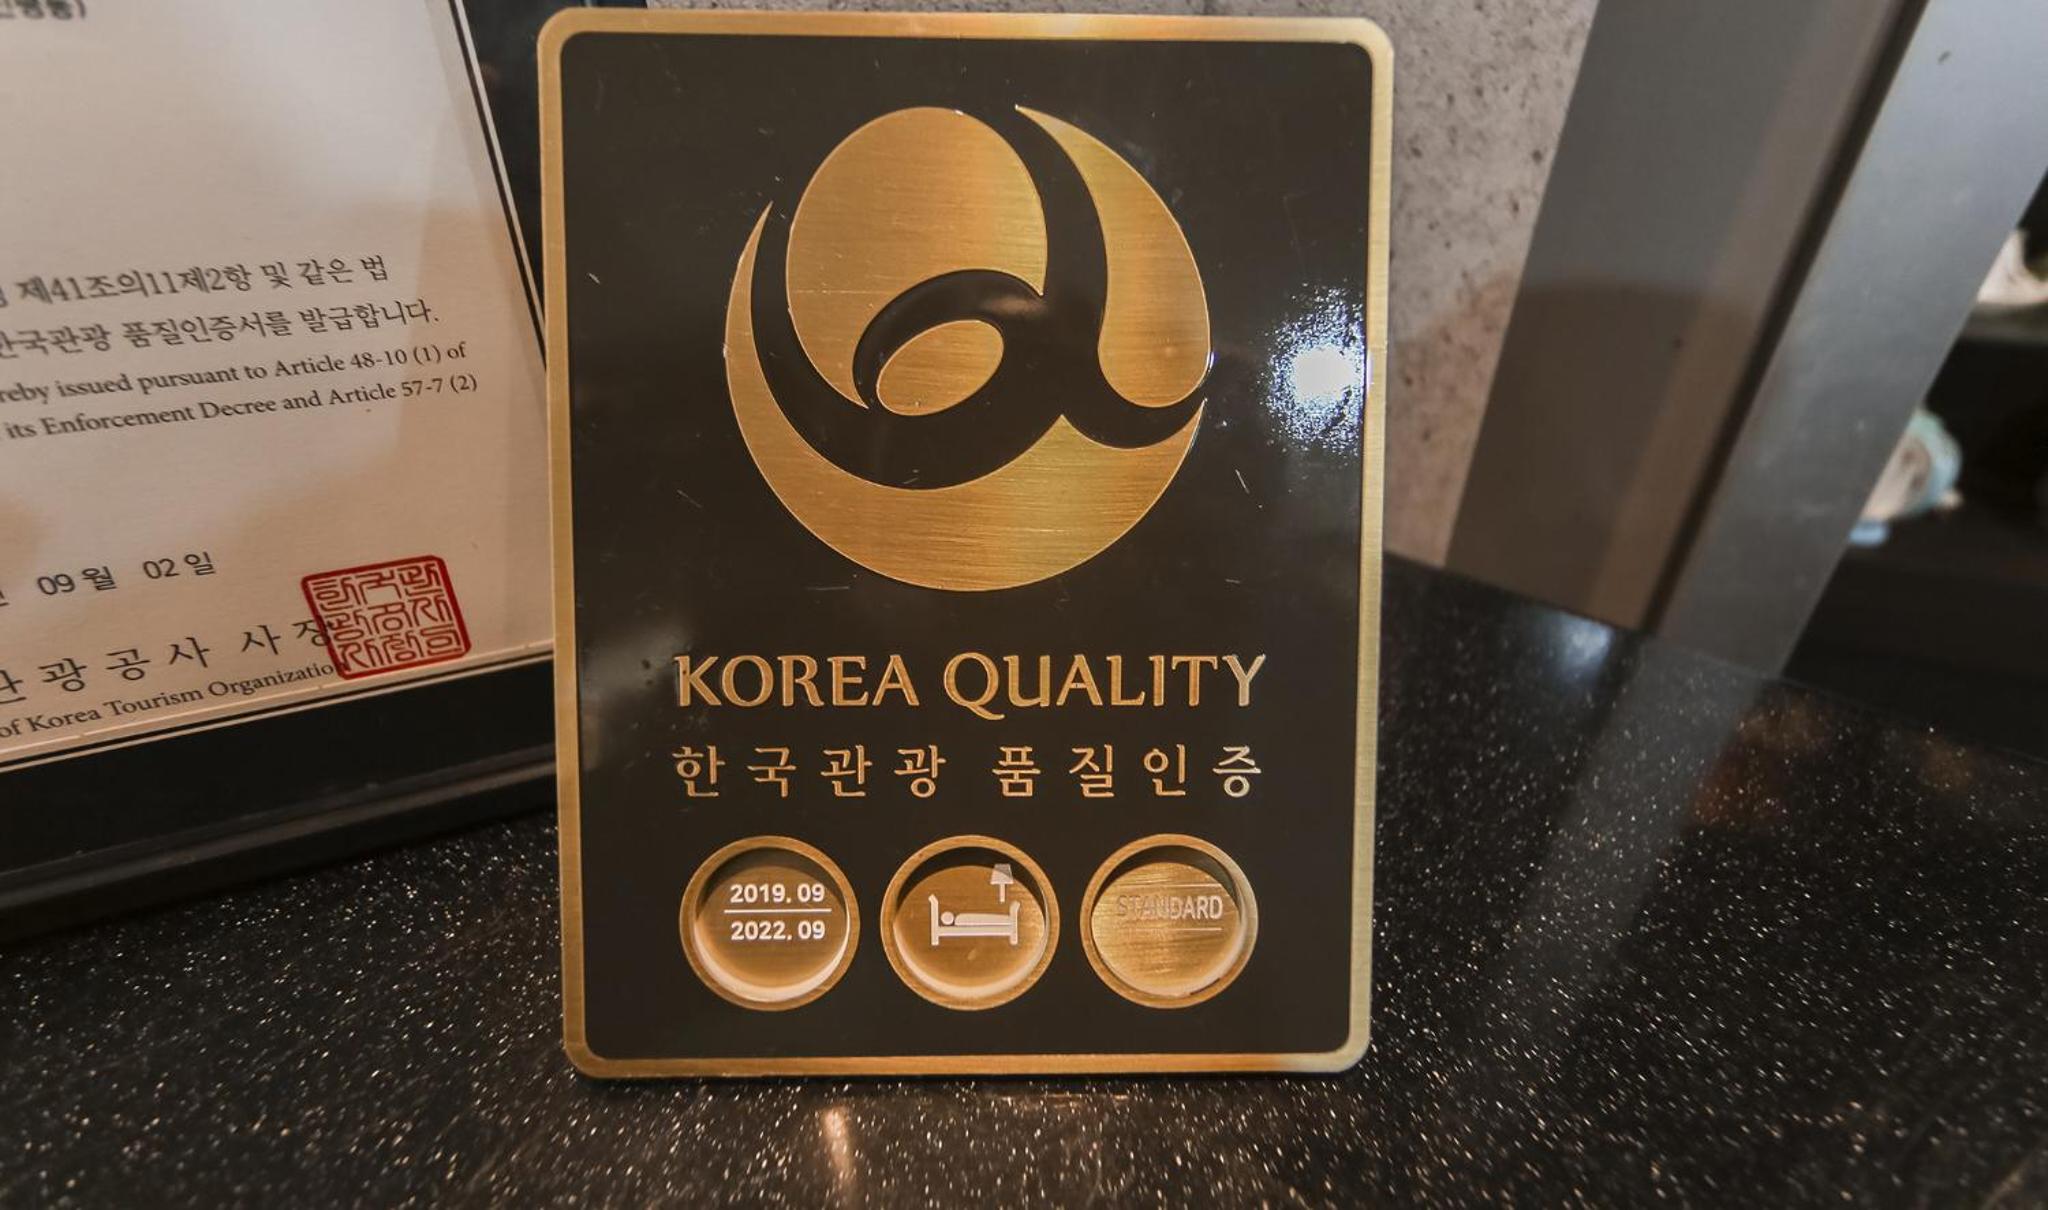 제41조의11제2항 및 같은 법
한국관광 품질인증서를 발급합니다.
reby issued pursuant to Article 48-10 (1) of
its Enforcement Decree and Article 57-7 (2)
09월 02일
관광공사 사장
of Korea Tourism Organization
KOREA QUALITY
한국관광 품질인증
2019. 09
2022. 09
STANDARD